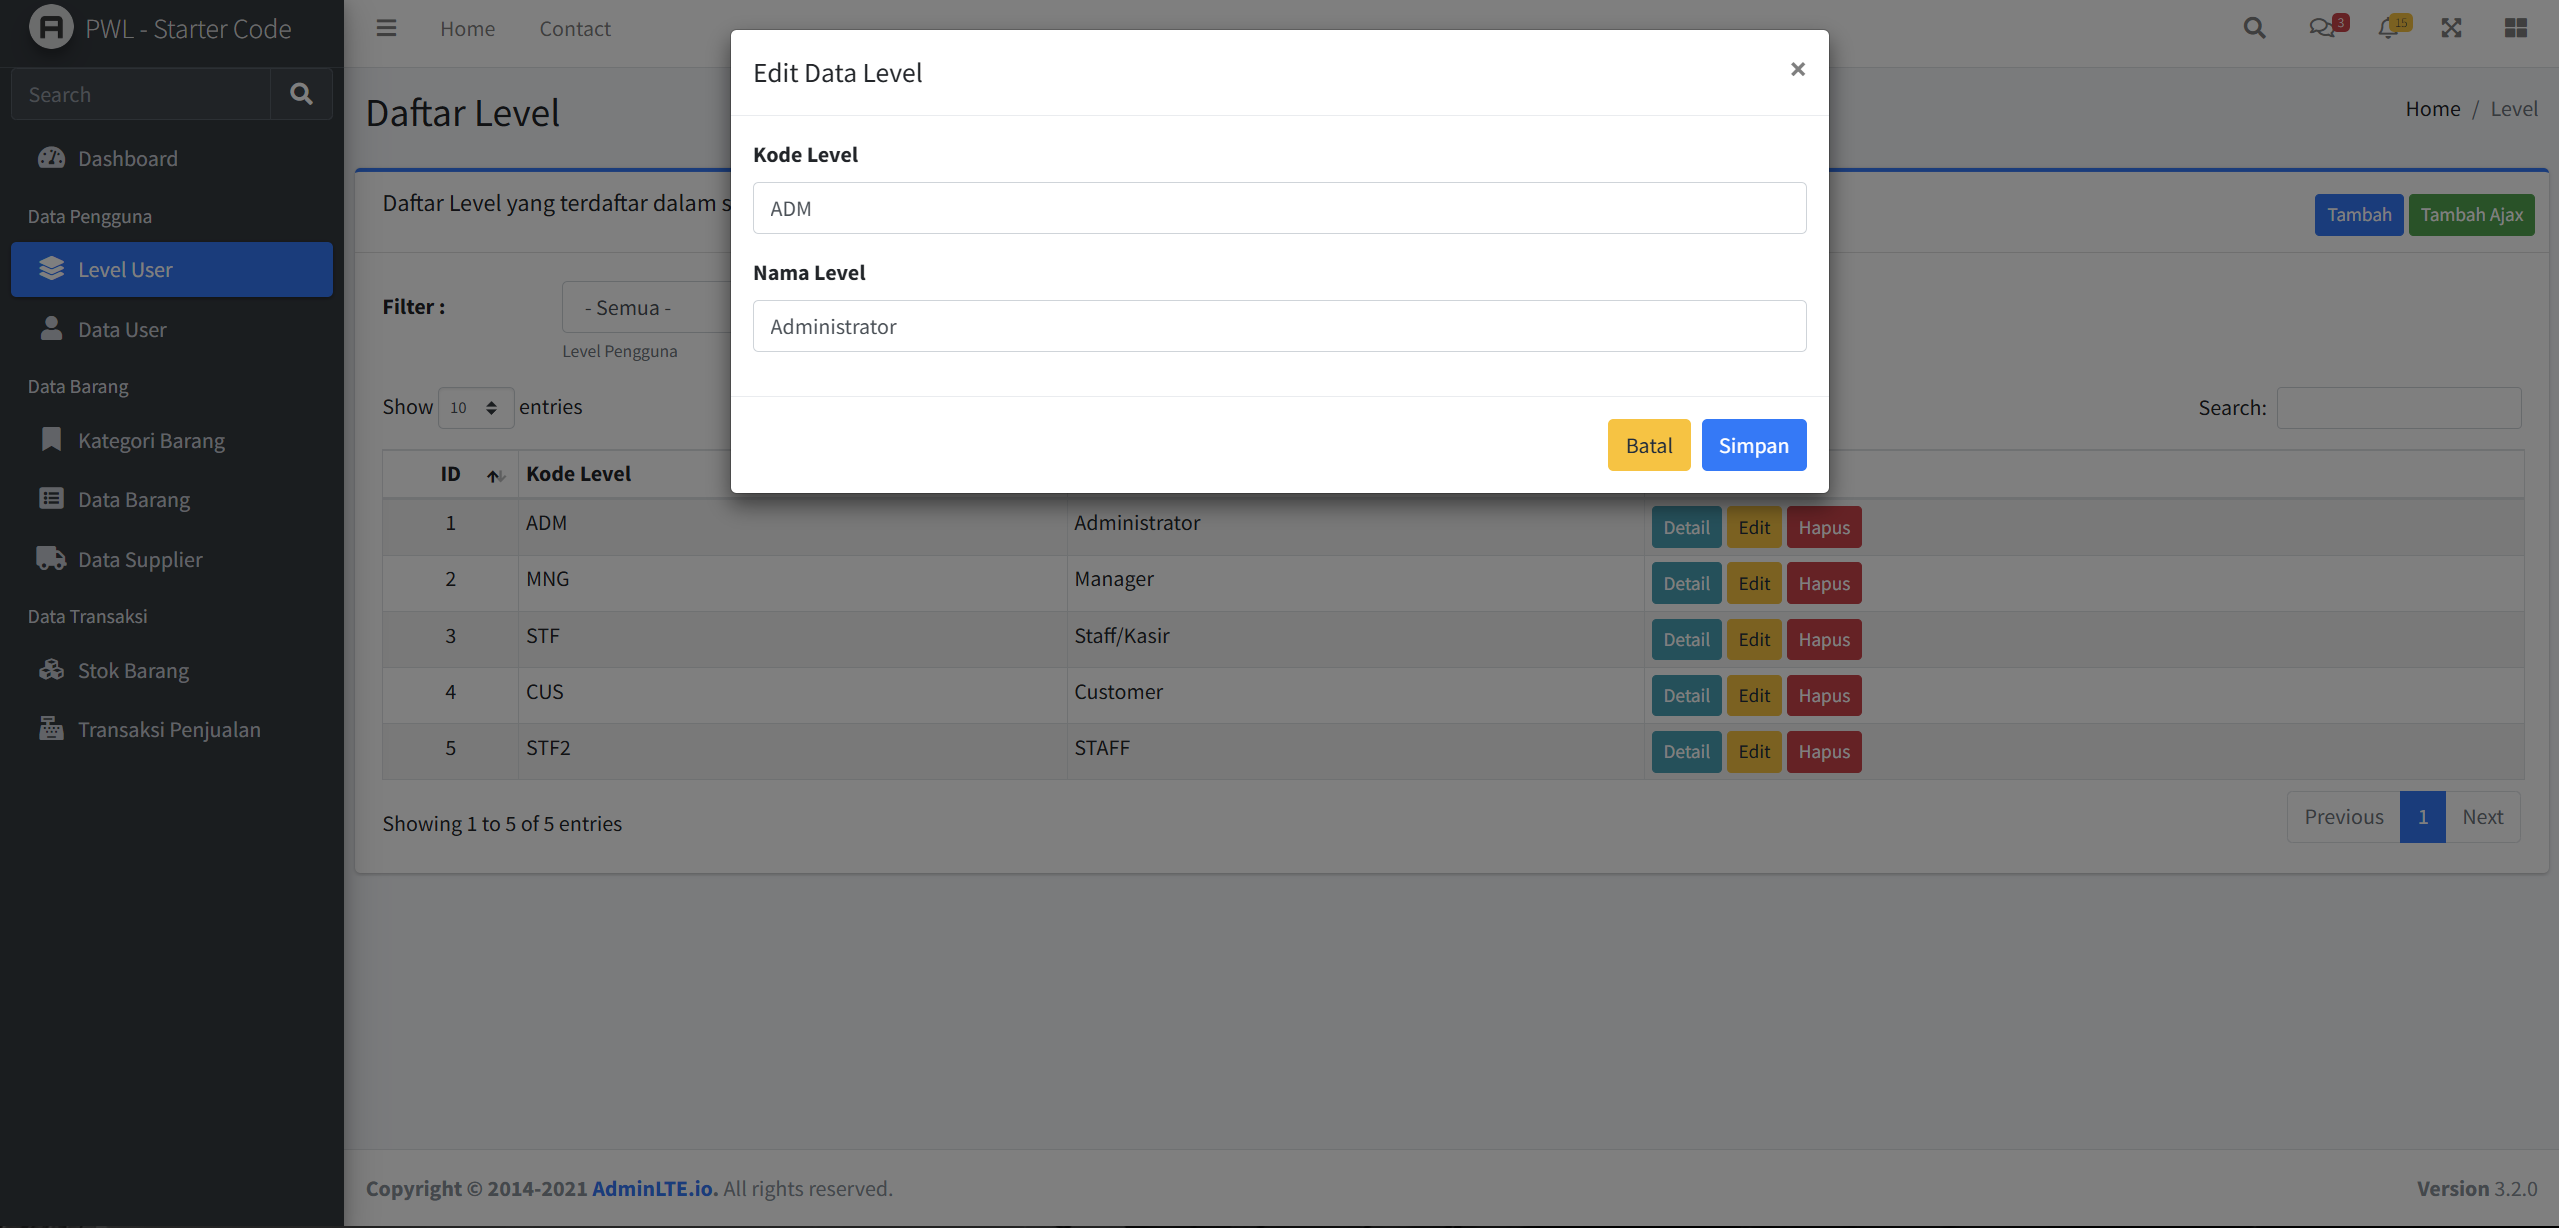 PWL - Starter Code
Home
Contact
3
15
Search
Dashboard
Data Pengguna
Level User
Data User
Data Barang
Kategori Barang
Data Barang
Data Supplier
Data Transaksi
Stok Barang
Transaksi Penjualan
Daftar Level
Home / Level
Daftar Level yang terdaftar dalam s
Tambah
Tambah Ajax
Filter :
- Semua -
Level Pengguna
Show 10 entries
Search:
ID Kode Level
1 ADM Administrator Detail Edit Hapus
2 MNG Manager Detail Edit Hapus
3 STF Staff/Kasir Detail Edit Hapus
4 CUS Customer Detail Edit Hapus
5 STF2 STAFF Detail Edit Hapus
Showing 1 to 5 of 5 entries
Previous 1 Next
Edit Data Level
×
Kode Level
ADM
Nama Level
Administrator
Batal
Simpan
Copyright © 2014-2021 AdminLTE.io. All rights reserved.
Version 3.2.0